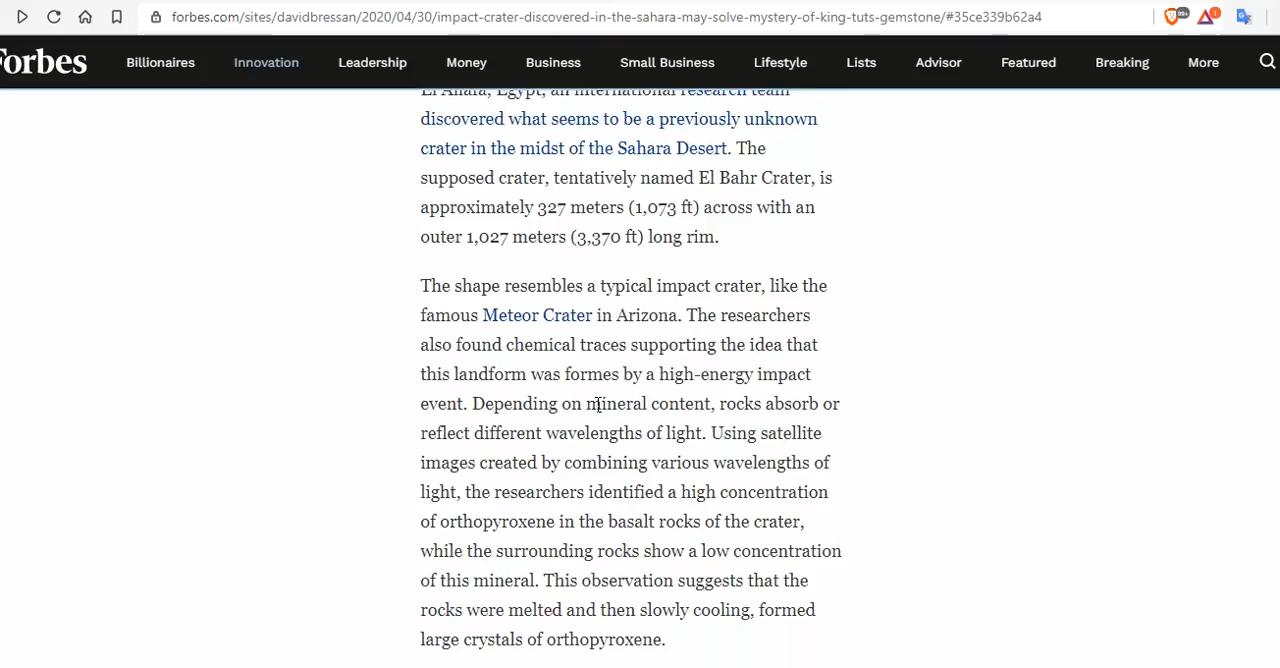 forbes.com/sites/davidbressan/2020/04/30/impact-crater-discovered-in-the-sahara-may-solve-mystery-of-king-tuts-gemstone/#35ce339b62a4
99+
1
Forbes Billionaires Innovation Leadership Money Business Small Business Lifestyle Lists Advisor Featured Breaking More
El Allafa, Egypt, an international research team
discovered what seems to be a previously unknown
crater in the midst of the Sahara Desert. The
supposed crater, tentatively named El Bahr Crater, is
approximately 327 meters (1,073 ft) across with an
outer 1,027 meters (3,370 ft) long rim.
The shape resembles a typical impact crater, like the
famous Meteor Crater in Arizona. The researchers
also found chemical traces supporting the idea that
this landform was formes by a high-energy impact
event. Depending on mineral content, rocks absorb or
reflect different wavelengths of light. Using satellite
images created by combining various wavelengths of
light, the researchers identified a high concentration
of orthopyroxene in the basalt rocks of the crater,
while the surrounding rocks show a low concentration
of this mineral. This observation suggests that the
rocks were melted and then slowly cooling, formed
large crystals of orthopyroxene.